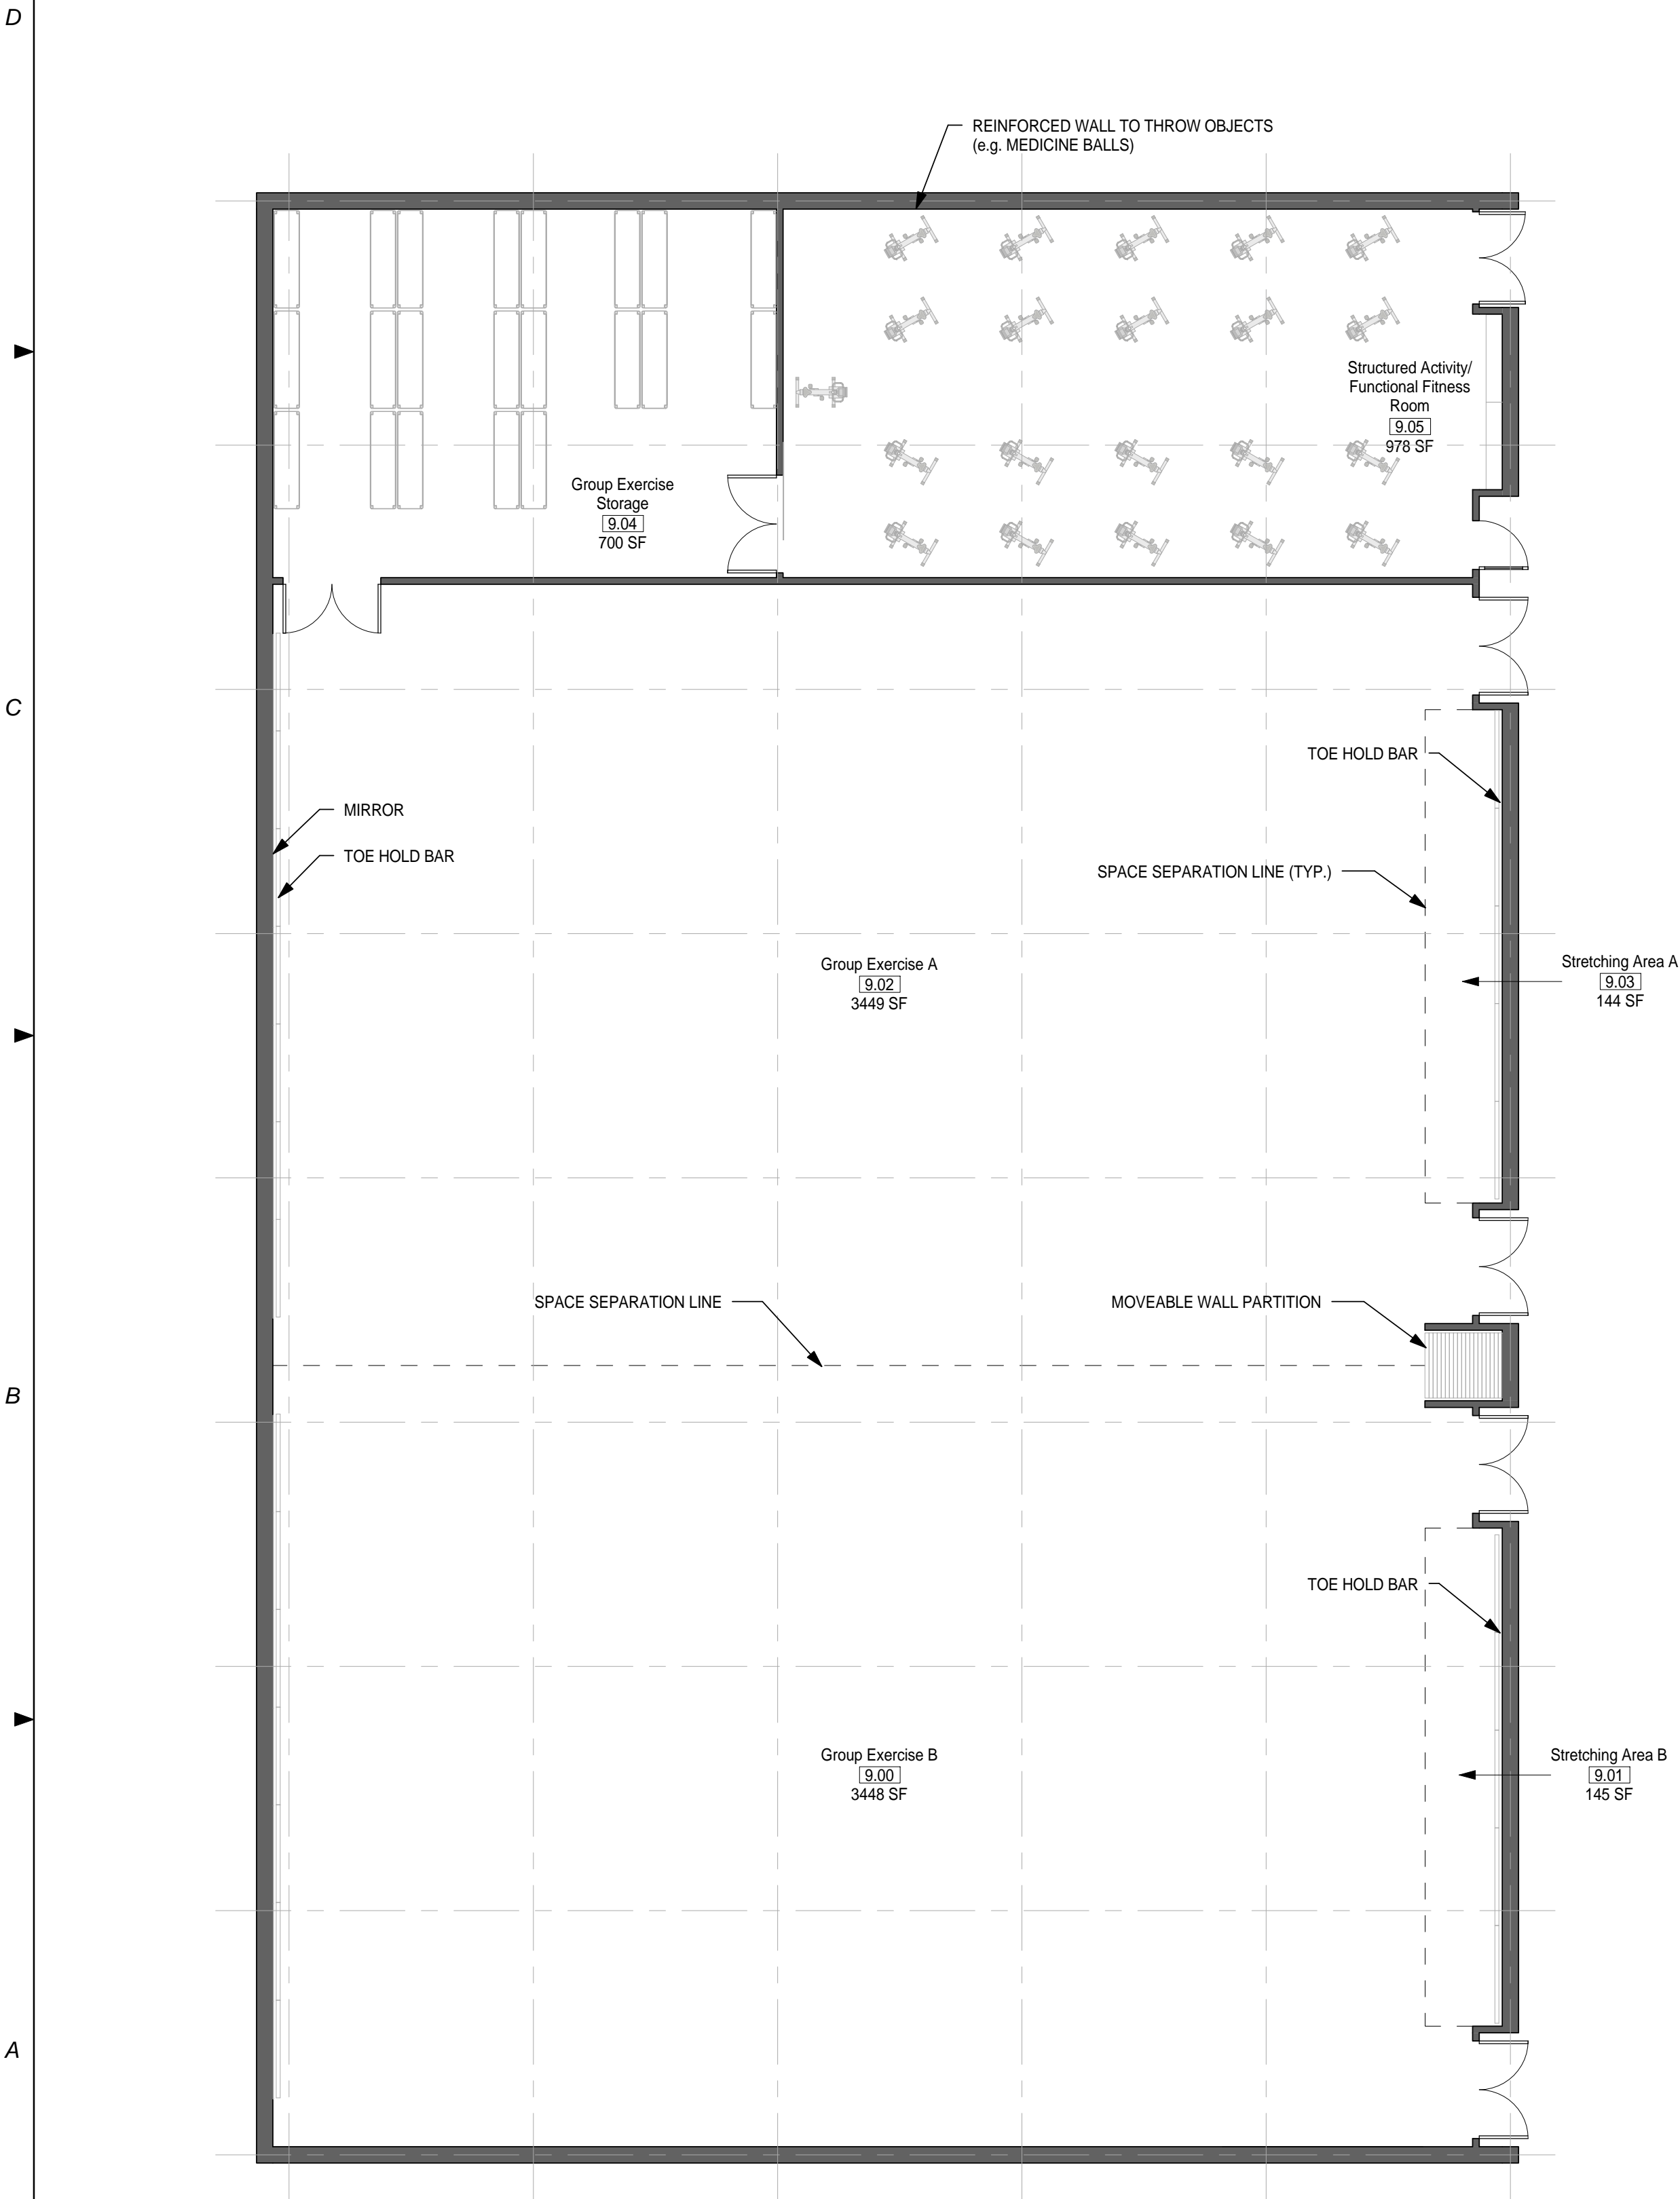 D
REINFORCED WALL TO THROW OBJECTS
(e.g. MEDICINE BALLS)
Structured Activity/
Functional Fitness
Room
9.05
978 SF
Group Exercise
Storage
9.04
700 SF
C
TOE HOLD BAR
MIRROR
TOE HOLD BAR
SPACE SEPARATION LINE (TYP.)
Group Exercise A
9.02
3449 SF
Stretching Area A
9.03
144 SF
SPACE SEPARATION LINE
MOVEABLE WALL PARTITION
B
TOE HOLD BAR
Group Exercise B
9.00
3448 SF
Stretching Area B
9.01
145 SF
A